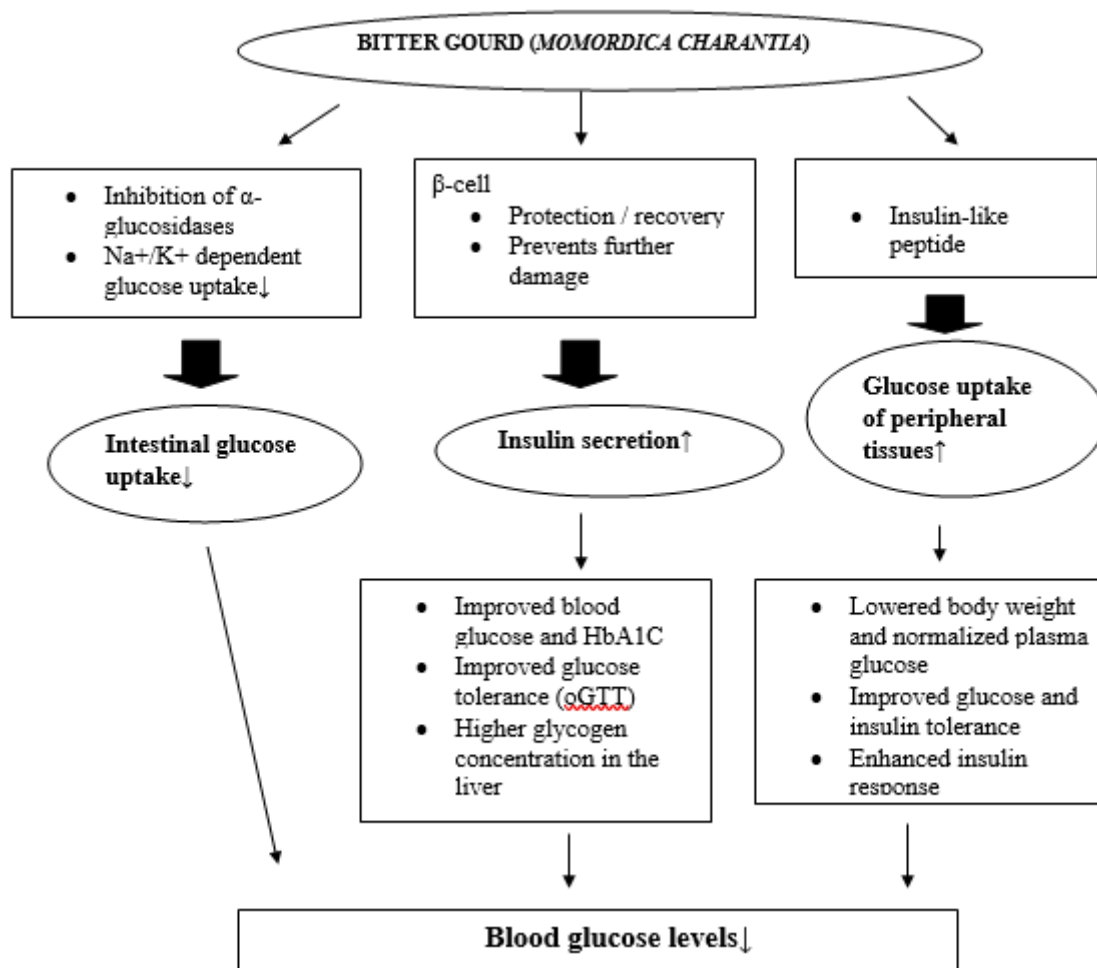 BITTER GOURD (MOMORDICA CHARANTIA)
● Inhibition of α-
glucosidases
● Na+/K+ dependent
glucose uptake↓
β-cell
● Protection / recovery
● Prevents further
damage
● Insulin-like
peptide
Intestinal glucose
uptake↓
Insulin secretion↑
Glucose uptake
of peripheral
tissues↑
● Improved blood
glucose and HbA1C
● Improved glucose
tolerance (oGTT)
● Higher glycogen
concentration in the
liver
● Lowered body weight
and normalized plasma
glucose
● Improved glucose and
insulin tolerance
● Enhanced insulin
response
Blood glucose levels↓